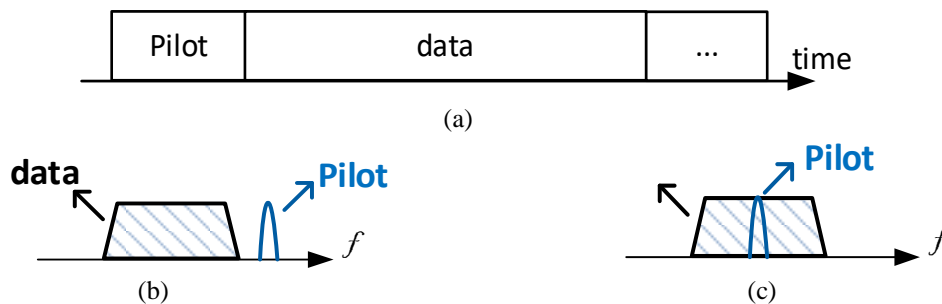 Pilot data ... time
(a)
data Pilot f
(b)
Pilot f
(c)